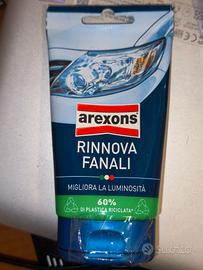 arexons
RINNOVA
FANALI
MIGLIORA LA LUMINOSITÀ
60%
DI PLASTICA RICICLATA*